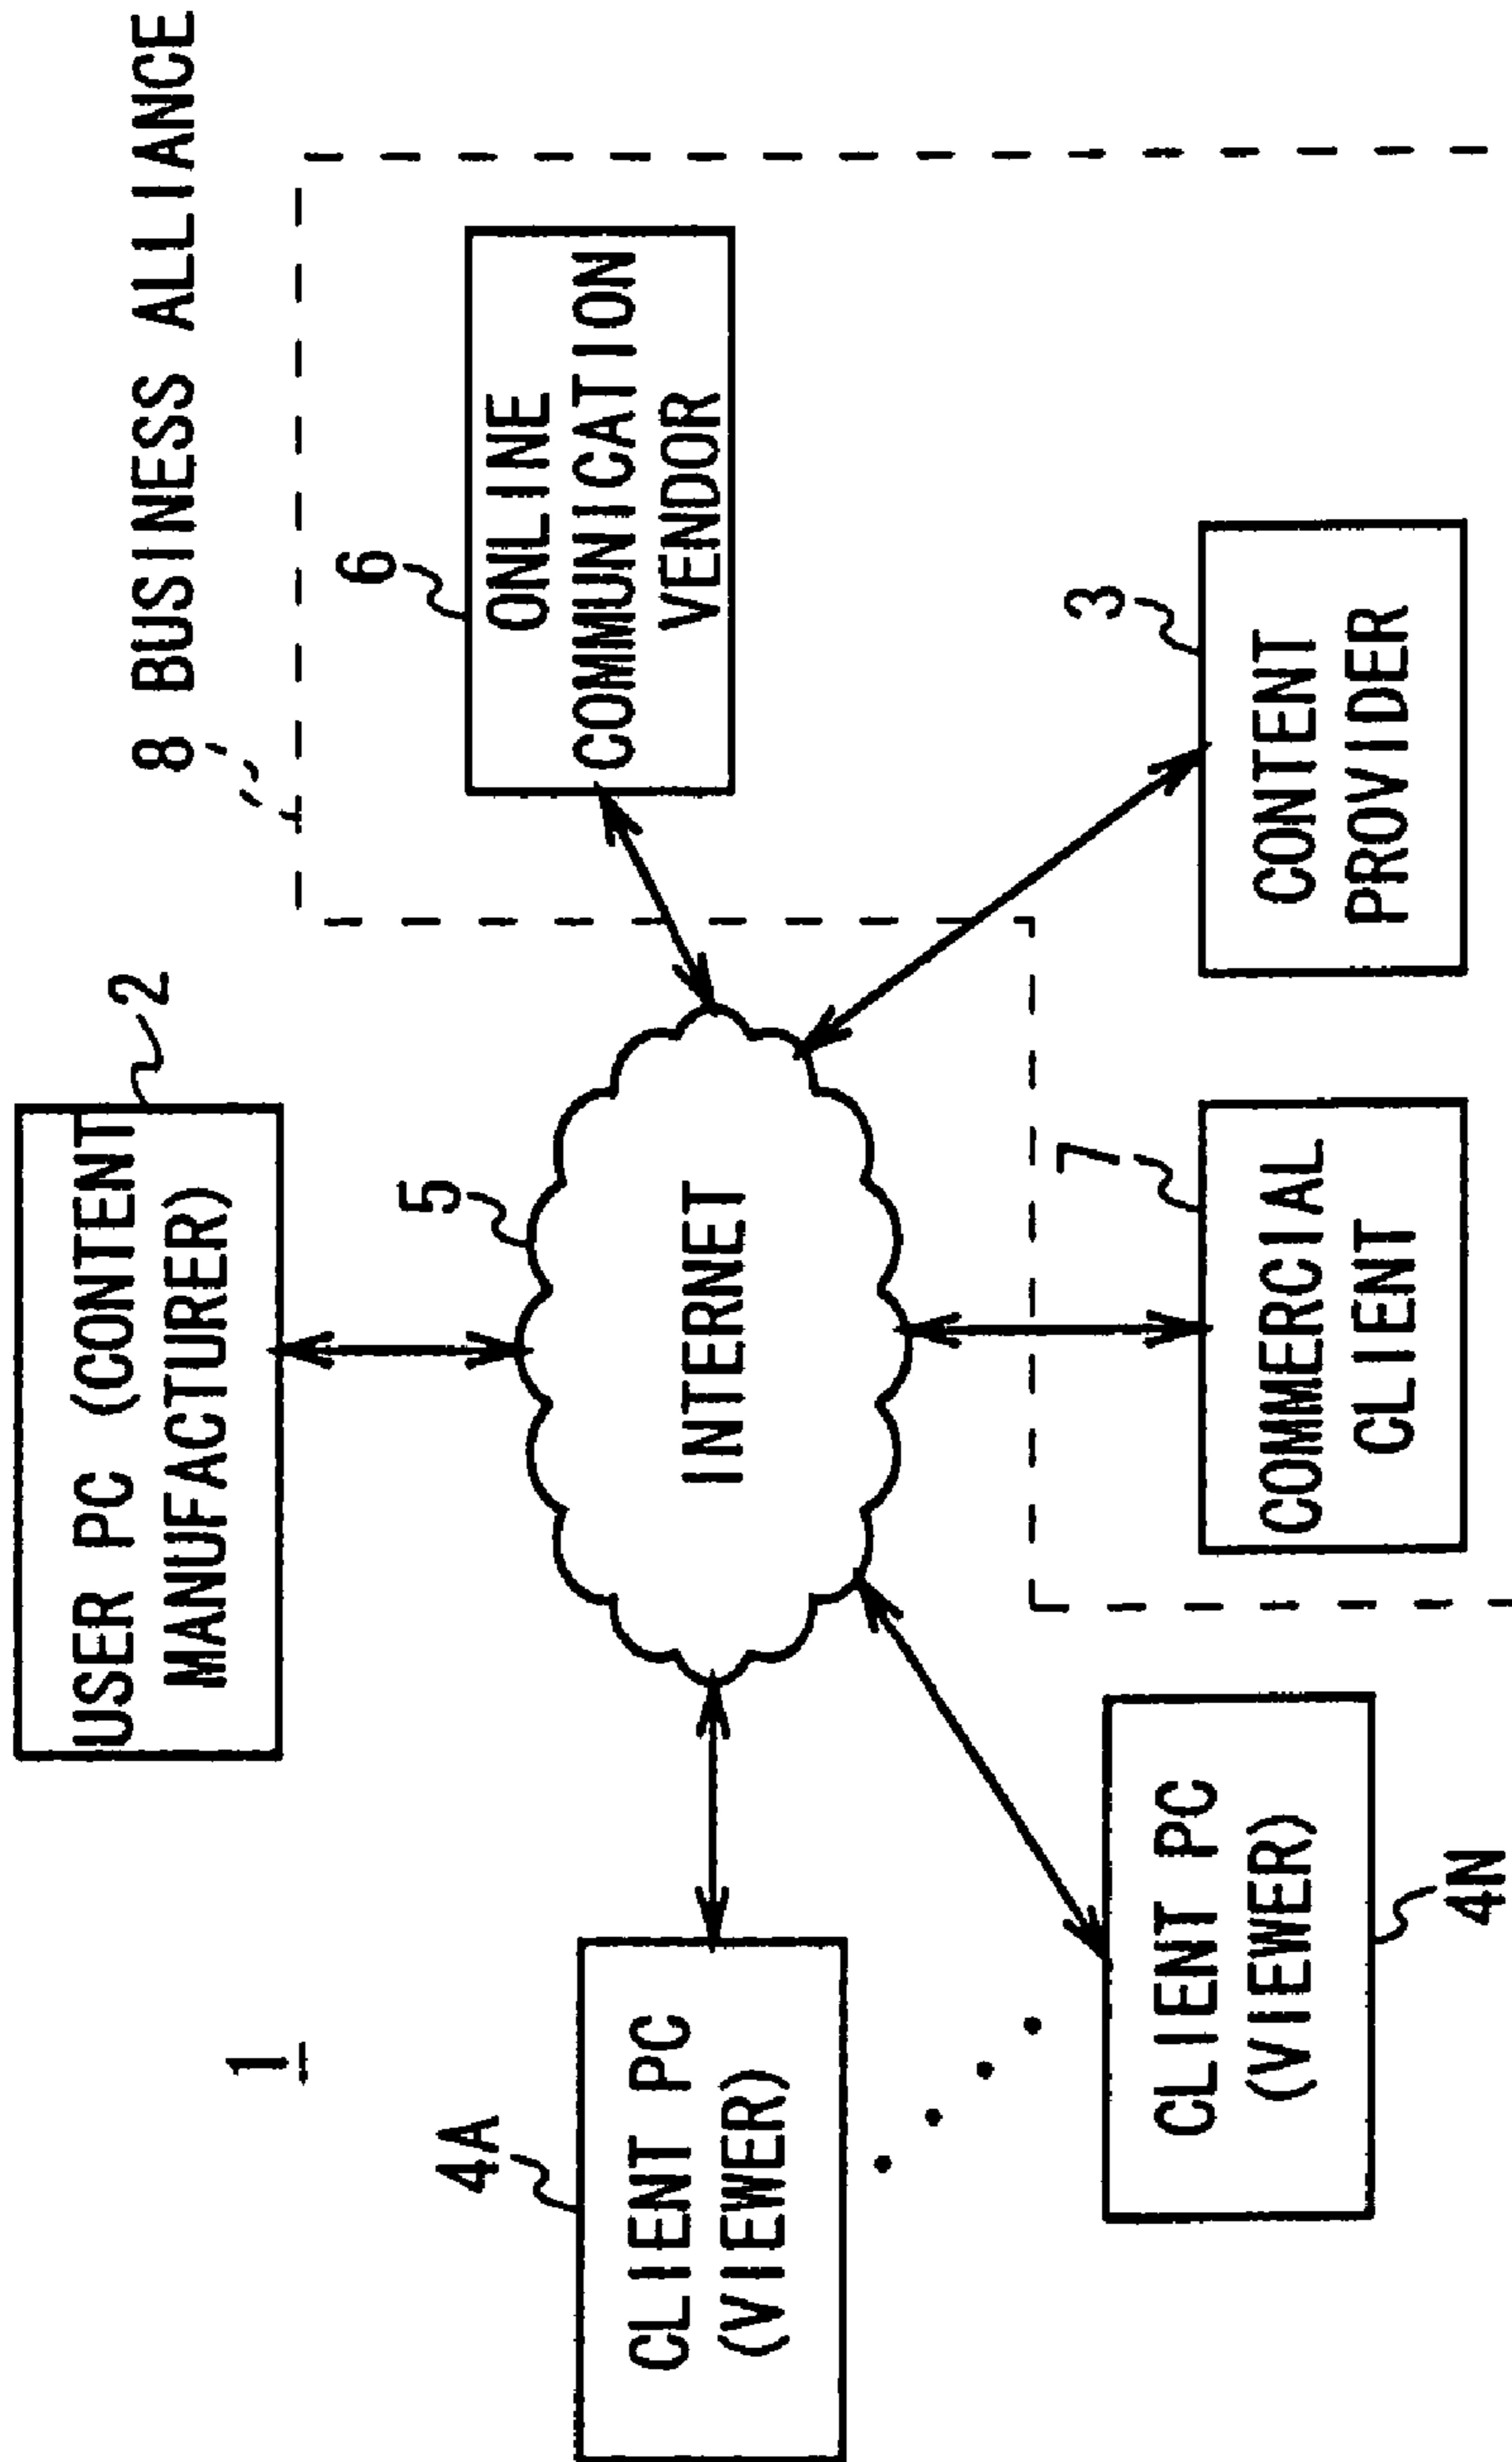 1
USER PC (CONTENT
MANUFACTURER)
2
8 BUSINESS ALLIANCE
4A
CLIENT PC
(VIEWER)
5
INTERNET
6
ONLINE
COMMUNICATION
VENDOR
CLIENT PC
(VIEWER)
4N
7
COMMERCIAL
CLIENT
3
CONTENT
PROVIDER